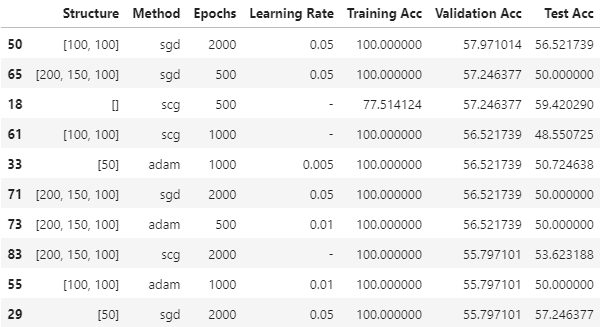 Structure Method Epochs Learning Rate Training Acc Validation Acc Test Acc
50 [100, 100] sgd 2000 0.05 100.000000 57.971014 56.521739
65 [200, 150, 100] sgd 500 0.05 100.000000 57.246377 50.000000
18 [] scg 500 - 77.514124 57.246377 59.420290
61 [100, 100] scg 1000 - 100.000000 56.521739 48.550725
33 [50] adam 1000 0.005 100.000000 56.521739 50.724638
71 [200, 150, 100] sgd 2000 0.05 100.000000 56.521739 50.000000
73 [200, 150, 100] adam 500 0.01 100.000000 56.521739 50.000000
83 [200, 150, 100] scg 2000 - 100.000000 55.797101 53.623188
55 [100, 100] adam 1000 0.01 100.000000 55.797101 50.000000
29 [50] sgd 2000 0.05 100.000000 55.797101 57.246377